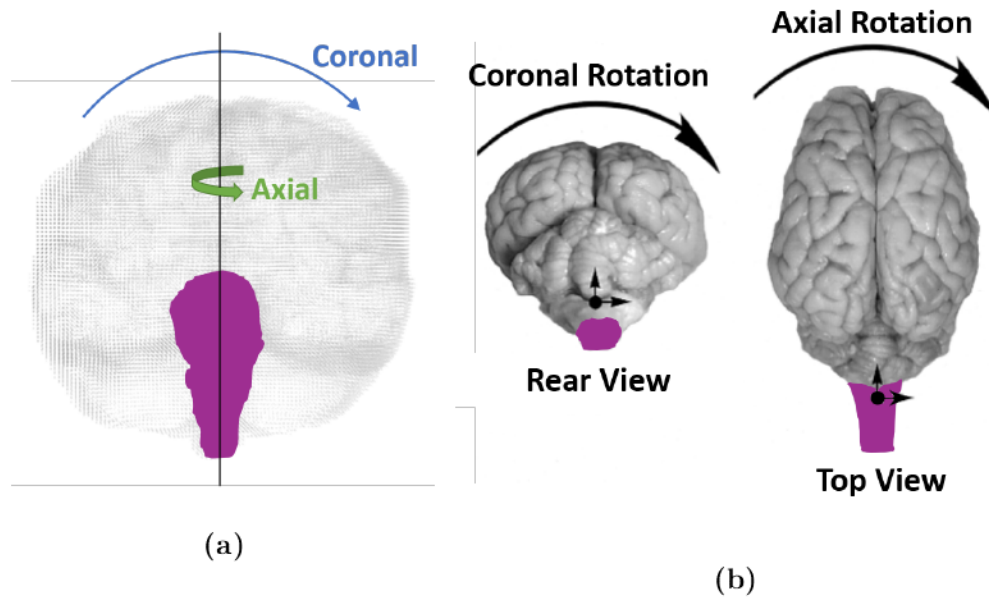 Coronal
Axial
(a)
Coronal Rotation
Rear View
Axial Rotation
Top View
(b)